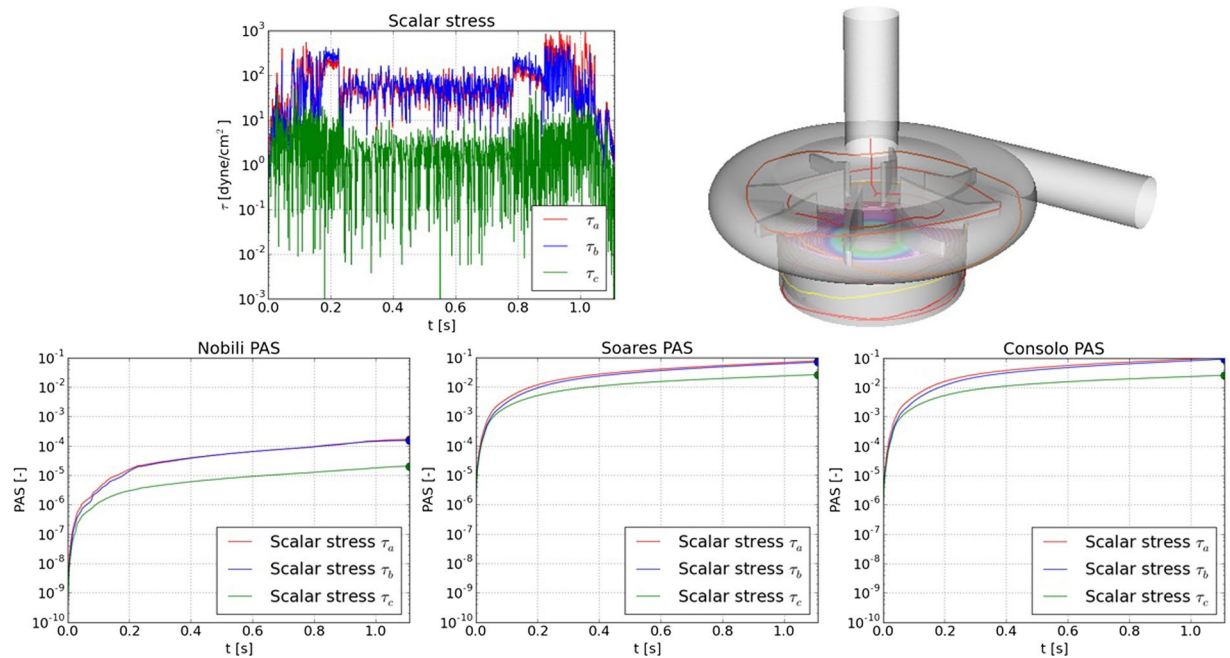 Scalar stress
τ [dyne/cm²]
10³
10²
10¹
10⁰
10⁻¹
10⁻²
10⁻³
τₐ
τ_b
τ_c
0.0 0.2 0.4 0.6 0.8 1.0
t [s]
Nobili PAS
PAS [-]
10⁻¹
10⁻²
10⁻³
10⁻⁴
10⁻⁵
10⁻⁶
10⁻⁷
10⁻⁸
10⁻⁹
10⁻¹⁰
Scalar stress τₐ
Scalar stress τ_b
Scalar stress τ_c
0.0 0.2 0.4 0.6 0.8 1.0
t [s]
Soares PAS
PAS [-]
10⁻¹
10⁻²
10⁻³
10⁻⁴
10⁻⁵
10⁻⁶
10⁻⁷
10⁻⁸
10⁻⁹
10⁻¹⁰
Scalar stress τₐ
Scalar stress τ_b
Scalar stress τ_c
0.0 0.2 0.4 0.6 0.8 1.0
t [s]
Consolo PAS
PAS [-]
10⁻¹
10⁻²
10⁻³
10⁻⁴
10⁻⁵
10⁻⁶
10⁻⁷
10⁻⁸
10⁻⁹
10⁻¹⁰
Scalar stress τₐ
Scalar stress τ_b
Scalar stress τ_c
0.0 0.2 0.4 0.6 0.8 1.0
t [s]